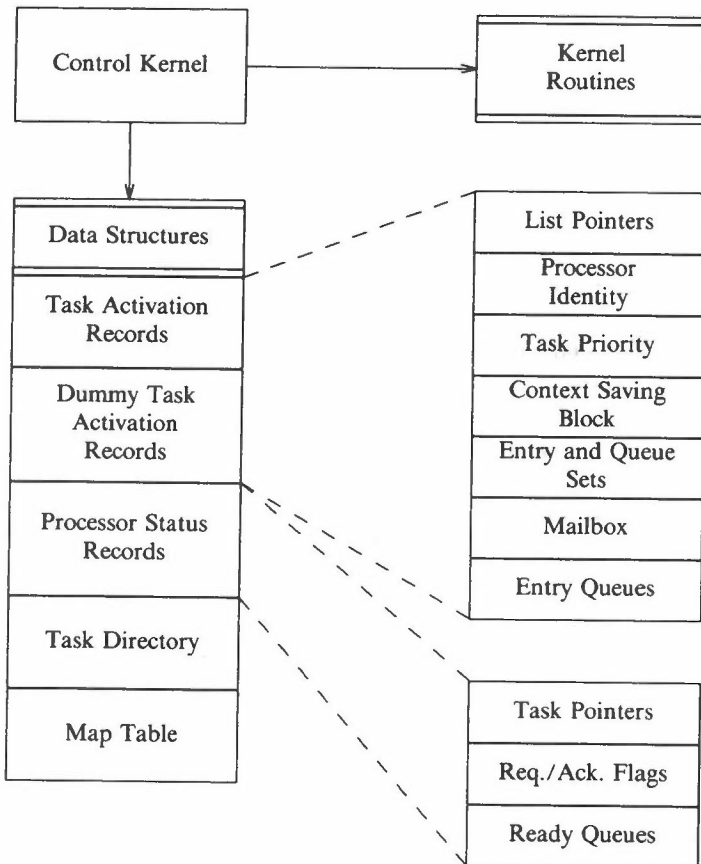 Control Kernel
Kernel
Routines
Data Structures
Task Activation
Records
Dummy Task
Activation
Records
Processor Status
Records
Task Directory
Map Table
List Pointers
Processor
Identity
Task Priority
Context Saving
Block
Entry and Queue
Sets
Mailbox
Entry Queues
Task Pointers
Req./Ack. Flags
Ready Queues